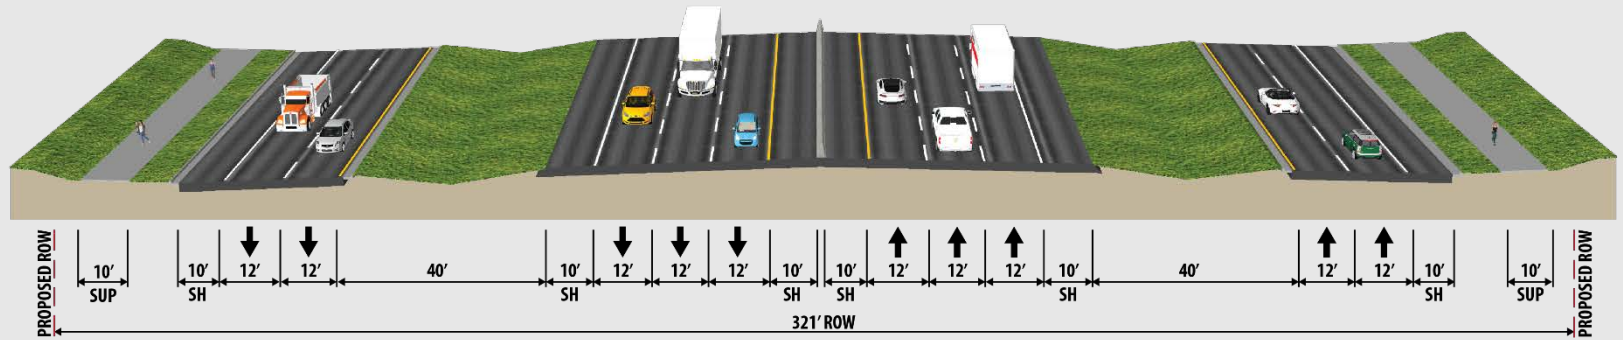 PROPOSED ROW
10′ 10′ 12′ 12′ 40′ 10′ 12′ 12′ 12′ 10′ 10′ 12′ 12′ 12′ 10′ 40′ 12′ 12′ 10′ 10′
SUP SH SH SH SH SH SH SUP
321′ ROW
PROPOSED ROW